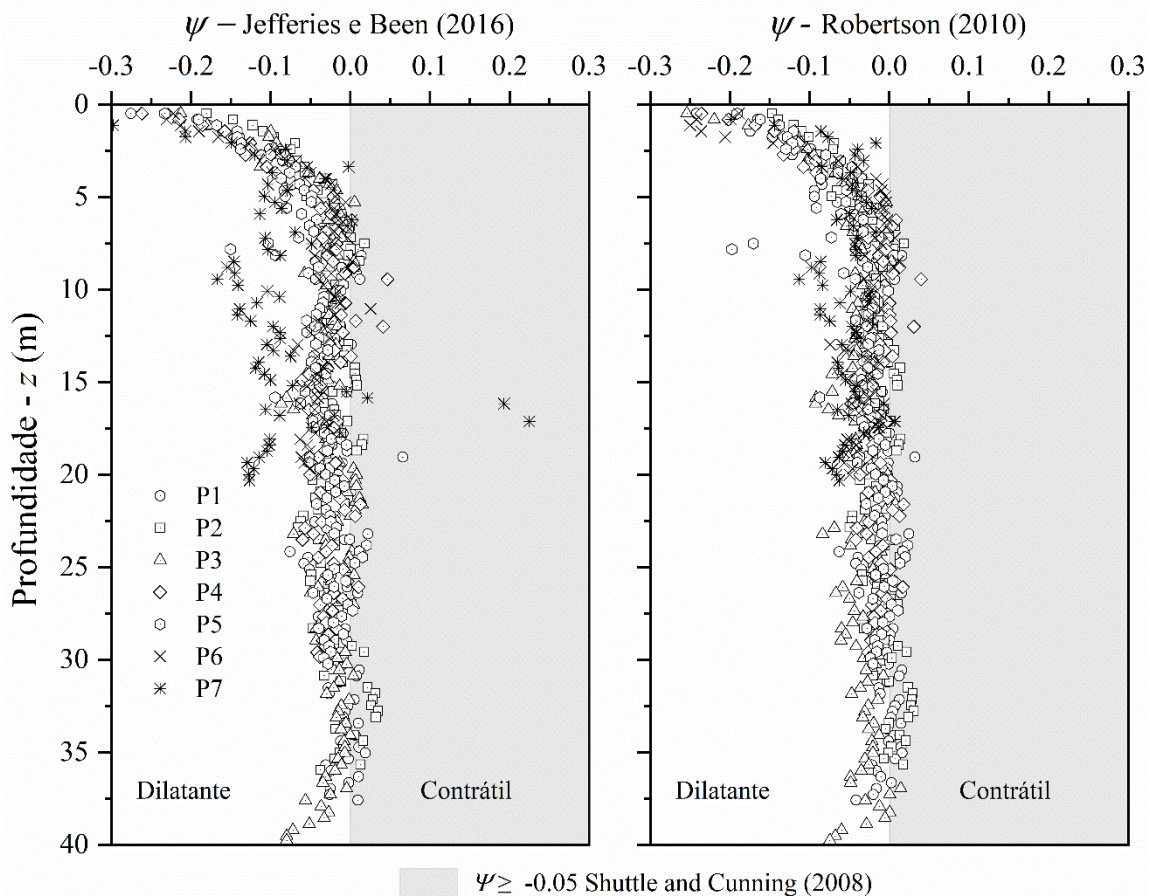 ψ – Jefferies e Been (2016)
-0.3 -0.2 -0.1 0.0 0.1 0.2 0.3
ψ - Robertson (2010)
-0.3 -0.2 -0.1 0.0 0.1 0.2 0.3
Profundidade - z (m)
0
5
10
15
20
25
30
35
40
P1
P2
P3
P4
P5
P6
P7
Dilatante
Contrátil
Dilatante
Contrátil
Ψ ≥ -0.05 Shuttle and Cunning (2008)